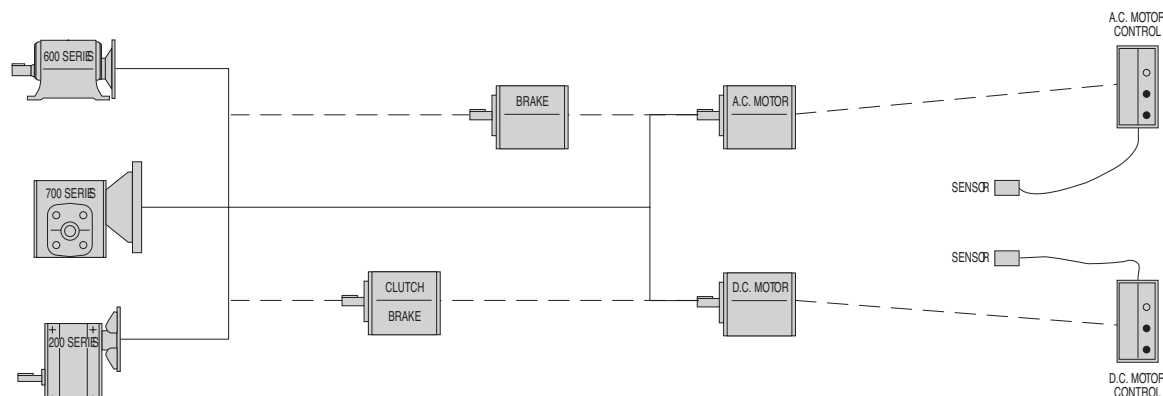 A.C. MOTOR
CONTROL
600 SERIES
BRAKE
A.C. MOTOR
SENSOR
700 SERIES
SENSOR
CLUTCH
BRAKE
D.C. MOTOR
200 SERIES
D.C. MOTOR
CONTROL